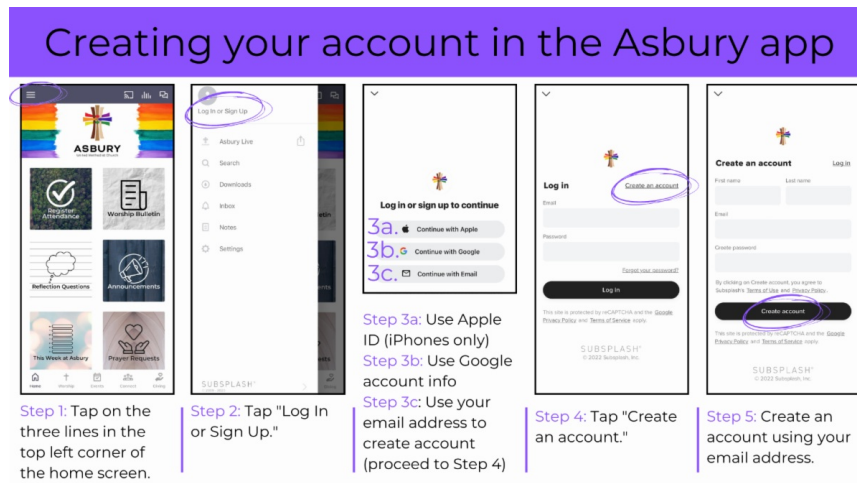 Creating your account in the Asbury app
ASBURY
Register
Attendance
Worship Bulletin
Reflection Questions
Announcements
This Week at Asbury
Prayer Requests
Home
Worship
Events
Connect
Giving
Step 1: Tap on the
three lines in the
top left corner of
the home screen.
Log In or Sign Up
Asbury Live
Search
Downloads
Inbox
Notes
Settings
SUBSPLASH
Step 2: Tap "Log In
or Sign Up."
Log in or sign up to continue
3a. Continue with Apple
3b. Continue with Google
3c. Continue with Email
Step 3a: Use Apple
ID (iPhones only)
Step 3b: Use Google
account info
Step 3c: Use your
email address to
create account
(proceed to Step 4)
Log in
Create an account
Email
Password
Forgot your password?
Log in
This site is protected by reCAPTCHA and the Google
Privacy Policy and Terms of Service apply.
SUBSPLASH
© 2022 Subsplash, Inc.
Step 4: Tap "Create
an account."
Create an account
Log in
First name
Last name
Email
Create password
By clicking on Create account, you agree to
Subsplash's Terms of Use and Privacy Policy.
Create account
This site is protected by reCAPTCHA and the Google
Privacy Policy and Terms of Service apply.
SUBSPLASH
© 2022 Subsplash, Inc.
Step 5: Create an
account using your
email address.